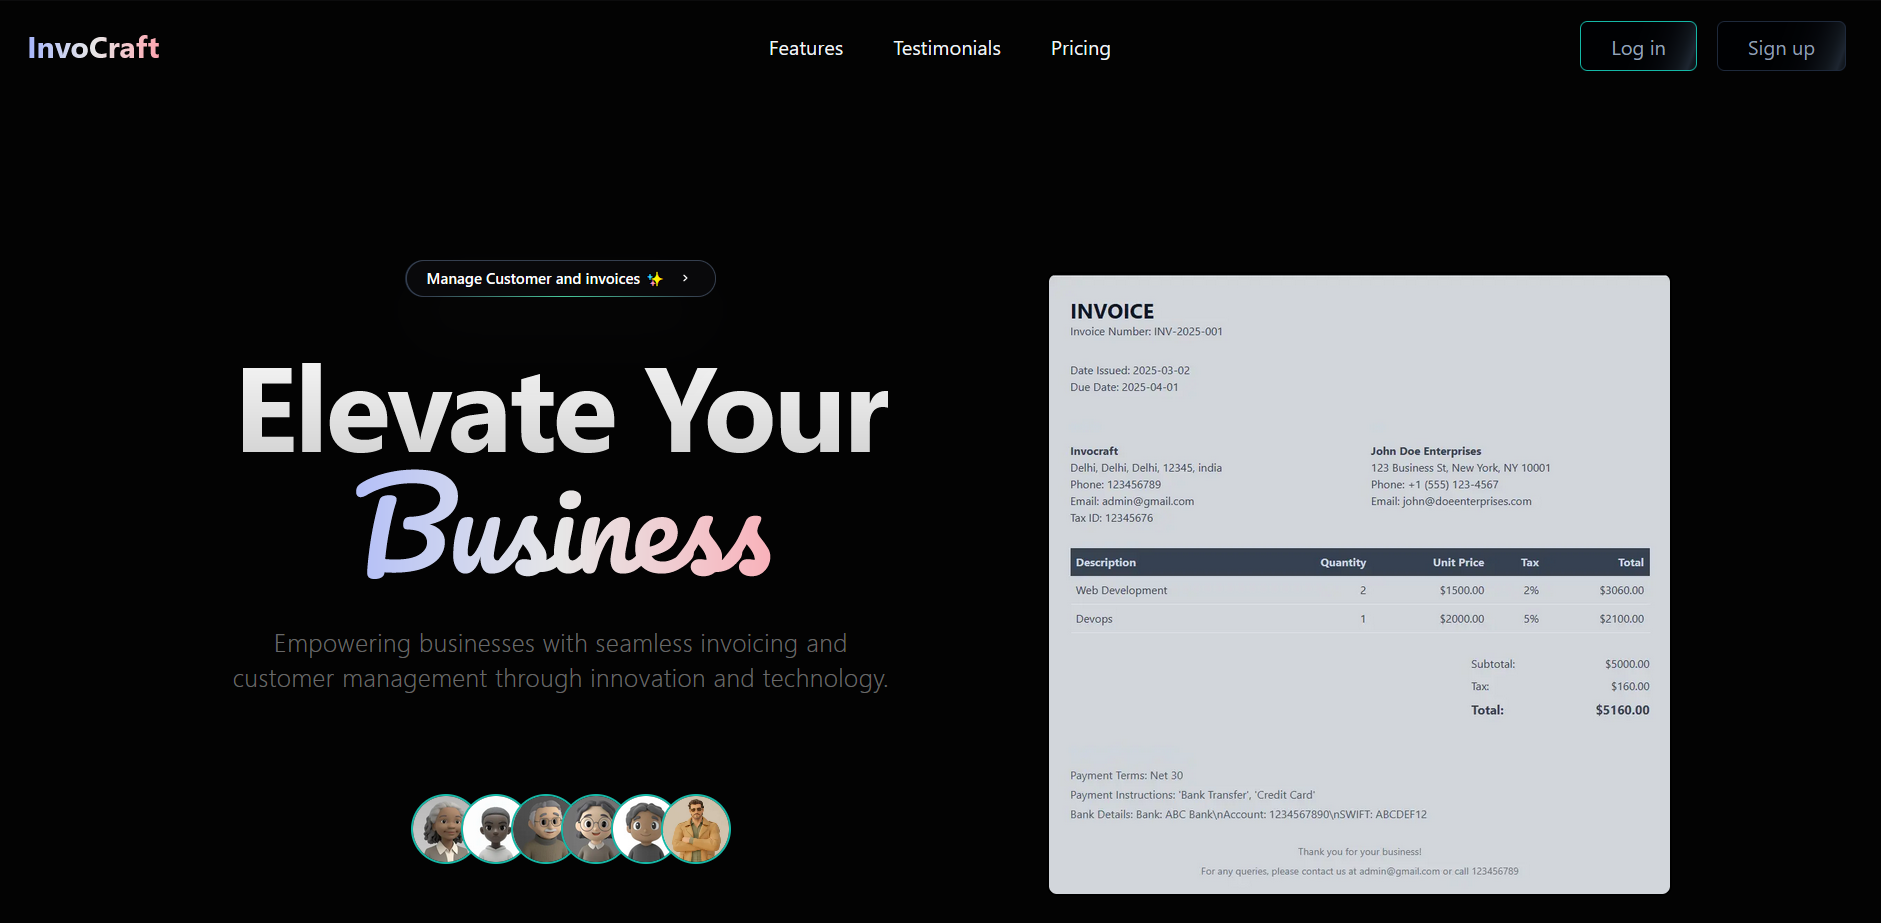 InvoCraft
Features Testimonials Pricing
Log in Sign up
Manage Customer and invoices ✨ ›
Elevate Your
Business
Empowering businesses with seamless invoicing and
customer management through innovation and technology.
INVOICE
Invoice Number: INV-2025-001
Date Issued: 2025-03-02
Due Date: 2025-04-01
Invocraft
Delhi, Delhi, Delhi, 12345, india
Phone: 123456789
Email: admin@gmail.com
Tax ID: 12345676
John Doe Enterprises
123 Business St, New York, NY 10001
Phone: +1 (555) 123-4567
Email: john@doeenterprises.com
Description Quantity Unit Price Tax Total
Web Development 2 $1500.00 2% $3060.00
Devops 1 $2000.00 5% $2100.00
Subtotal: $5000.00
Tax: $160.00
Total: $5160.00
Payment Terms: Net 30
Payment Instructions: 'Bank Transfer', 'Credit Card'
Bank Details: Bank: ABC Bank\nAccount: 1234567890\nSWIFT: ABCDEF12
Thank you for your business!
For any queries, please contact us at admin@gmail.com or call 123456789